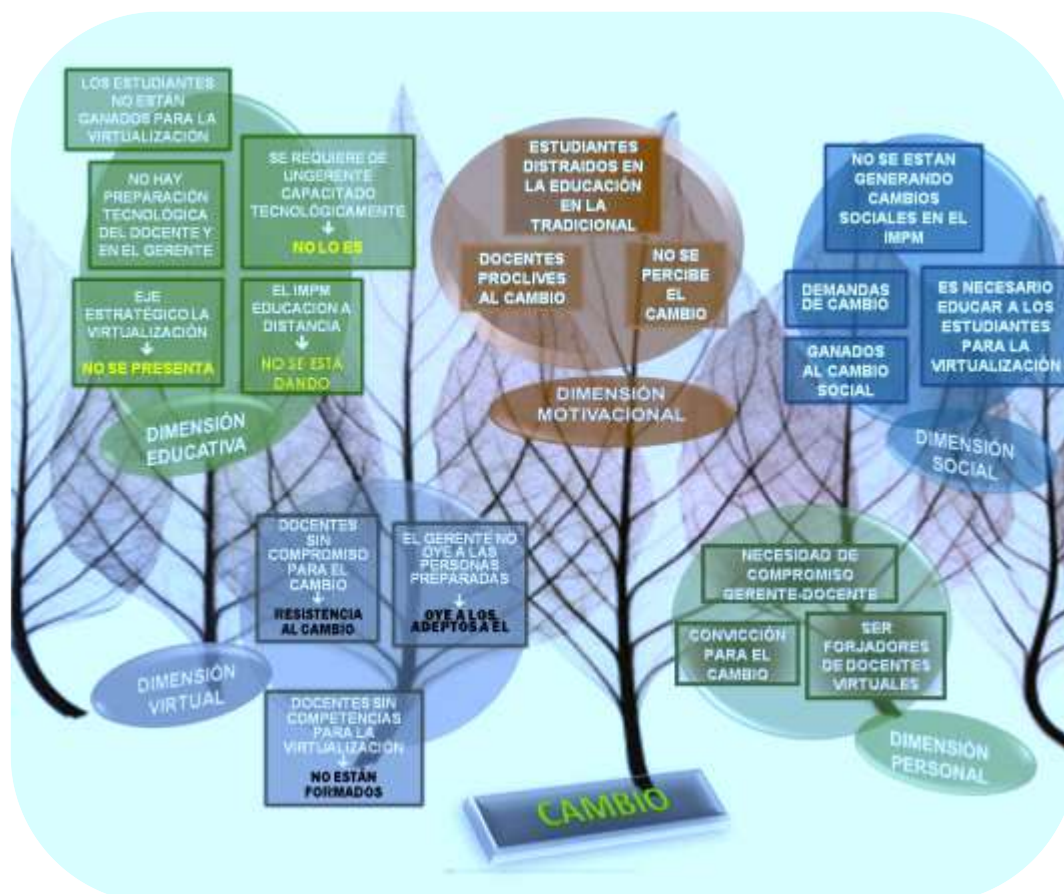 LOS ESTUDIANTES
NO ESTÁN
GANADOS PARA LA
VIRTUALIZACIÓN
SE REQUIERE DE
UNGERENTE
CAPACITADO
TECNOLÓGICAMENTE
NO LO ES
NO HAY
PREPARACIÓN
TECNOLÓGICA
DEL DOCENTE Y
EN EL GERENTE
EJE
ESTRATÉGICO LA
VIRTUALIZACIÓN
NO SE PRESENTA
EL IMPM
EDUCACION A
DISTANCIA
NO SE ESTA
DANDO
DIMENSIÓN
EDUCATIVA
ESTUDIANTES
DISTRAIDOS EN
LA EDUCACIÓN
EN LA
TRADICIONAL
DOCENTES
PROCLIVES
AL CAMBIO
NO SE
PERCIBE
EL
CAMBIO
DIMENSIÓN
MOTIVACIONAL
NO SE ESTAN
GENERANDO
CAMBIOS
SOCIALES EN EL
IMPM
DEMANDAS
DE CAMBIO
ES NECESARIO
EDUCAR A LOS
ESTUDIANTES
PARA LA
VIRTUALIZACIÓN
GANADOS
AL CAMBIO
SOCIAL
DIMENSIÓN
SOCIAL
DOCENTES
SIN
COMPROMISO
PARA EL
CAMBIO
RESISTENCIA
AL CAMBIO
EL GERENTE NO
OYE A LAS
PERSONAS
PREPARADAS
OYE A LOS
ADEPTOS A EL
DIMENSIÓN
VIRTUAL
DOCENTES SIN
COMPETENCIAS
PARA LA
VIRTUALIZACIÓN
NO ESTÁN
FORMADOS
NECESIDAD DE
COMPROMISO
GERENTE-DOCENTE
CONVICCIÓN
PARA EL
CAMBIO
SER
FORJADORES
DE DOCENTES
VIRTUALES
DIMENSIÓN
PERSONAL
CAMBIO